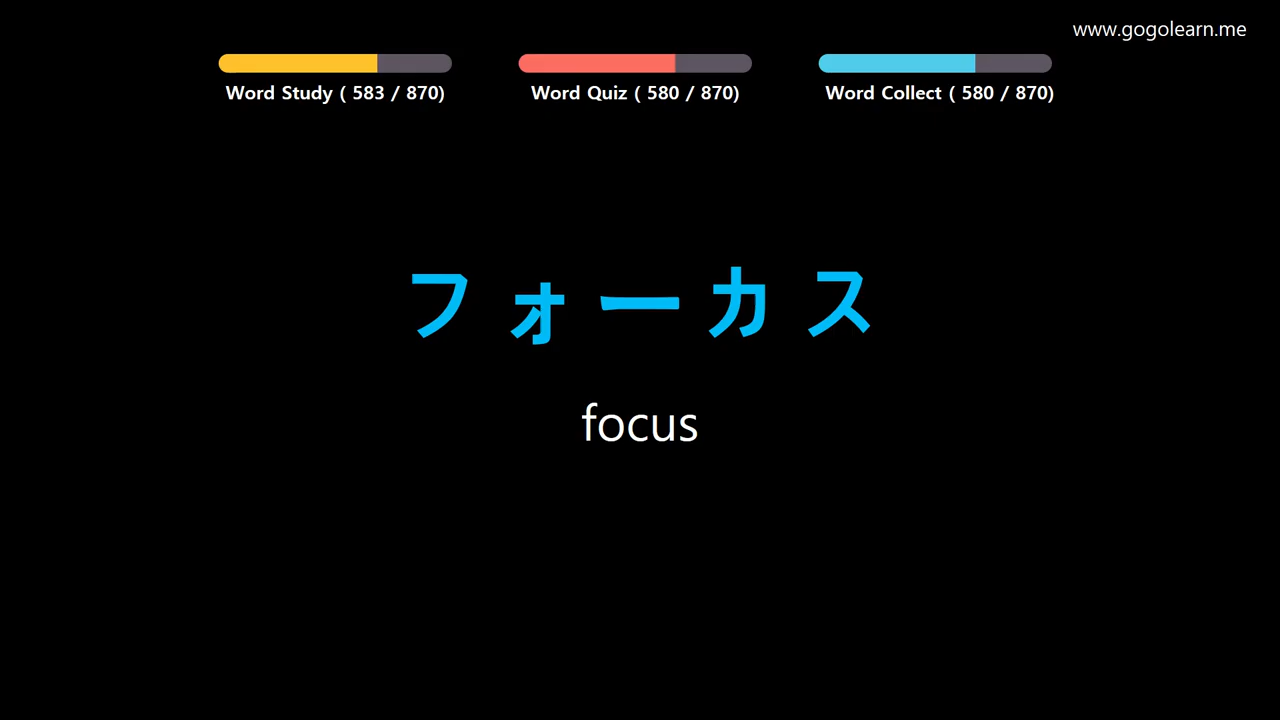 www.gogolearn.me
Word Study ( 583 / 870)
Word Quiz ( 580 / 870)
Word Collect ( 580 / 870)
フォーカス
focus